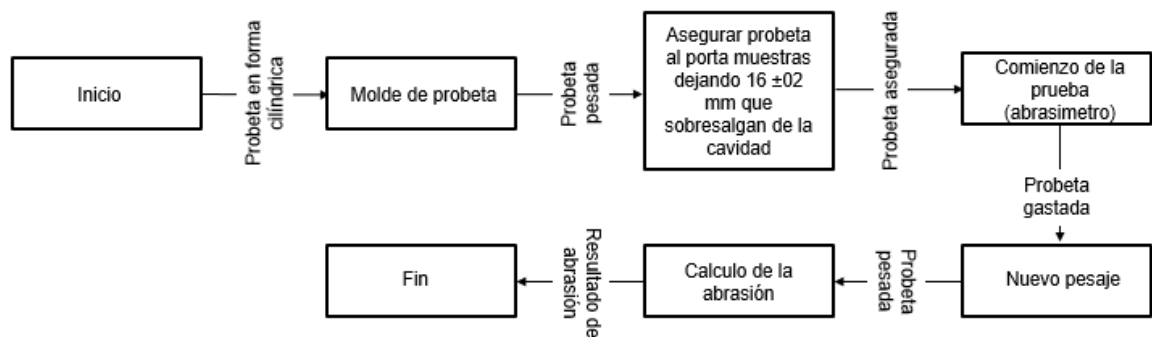 Inicio
Probeta en forma
cilíndrica
Molde de probeta
Probeta
pesapa
Asegurar probeta
al porta muestras
dejando 16 ±02
mm que
sobresalgan de la
cavidad
Probeta asegurada
Comienzo de la
prueba
(abrasimetro)
Probeta
gastada
Nuevo pesaje
Probeta
pesada
Calculo de la
abrasión
Resultado de
abrasión
Fin